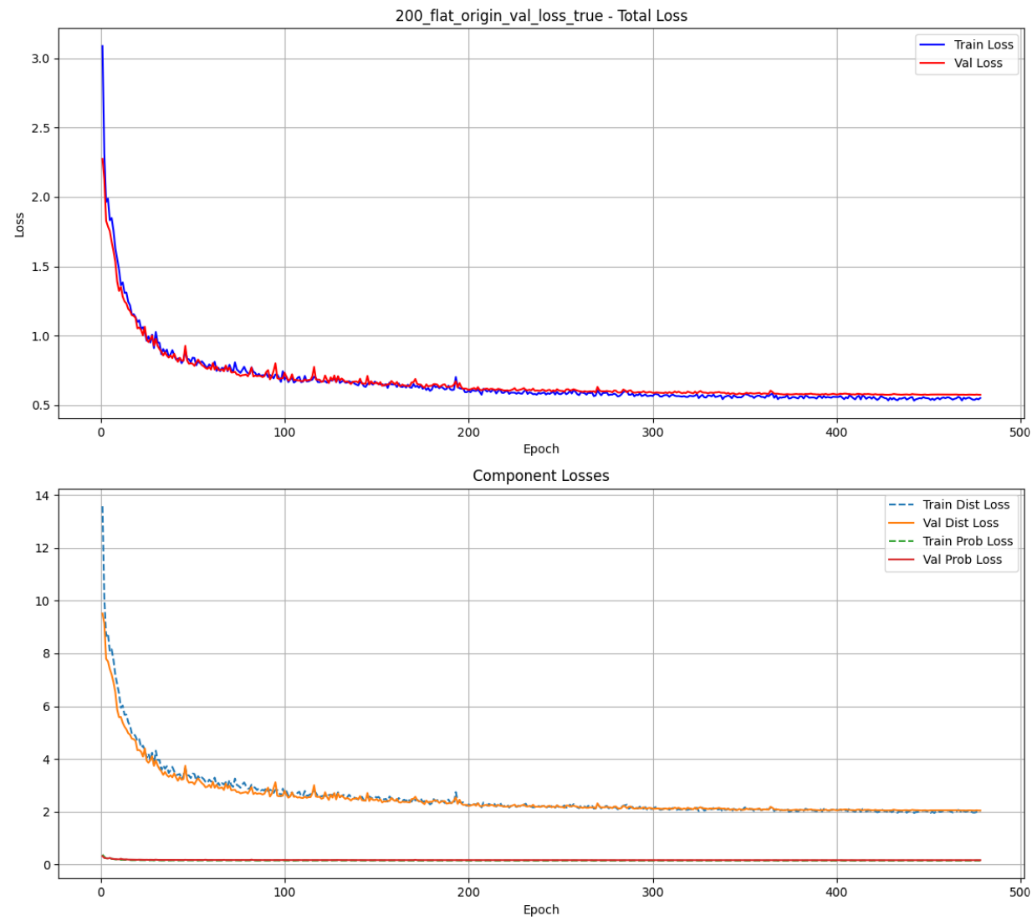 200_flat_origin_val_loss_true - Total Loss
Train Loss
Val Loss
3.0
2.5
2.0
1.5
1.0
0.5
Loss
0 100 200 300 400 500
Epoch
Component Losses
Train Dist Loss
Val Dist Loss
Train Prob Loss
Val Prob Loss
14
12
10
8
6
4
2
0
0 100 200 300 400 500
Epoch